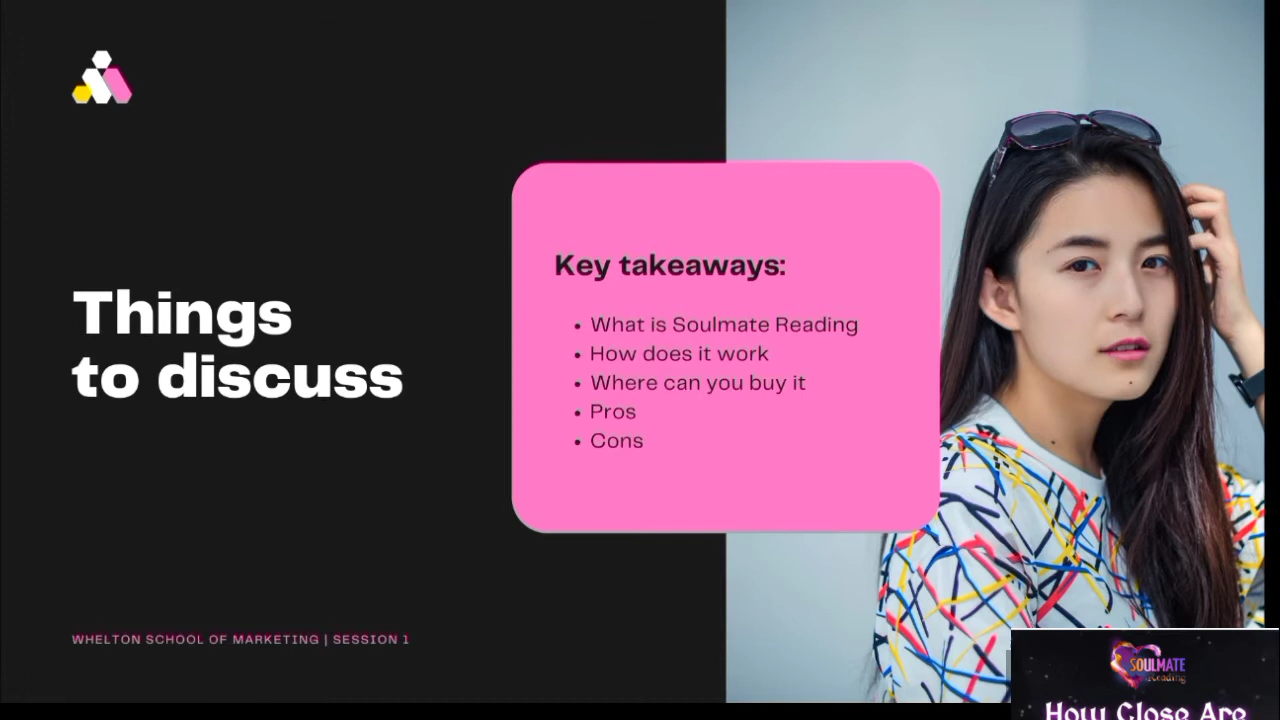 Things
to discuss
Key takeaways:
• What is Soulmate Reading
• How does it work
• Where can you buy it
• Pros
• Cons
WHELTON SCHOOL OF MARKETING | SESSION 1
SOULMATE
Reading
How Close Are